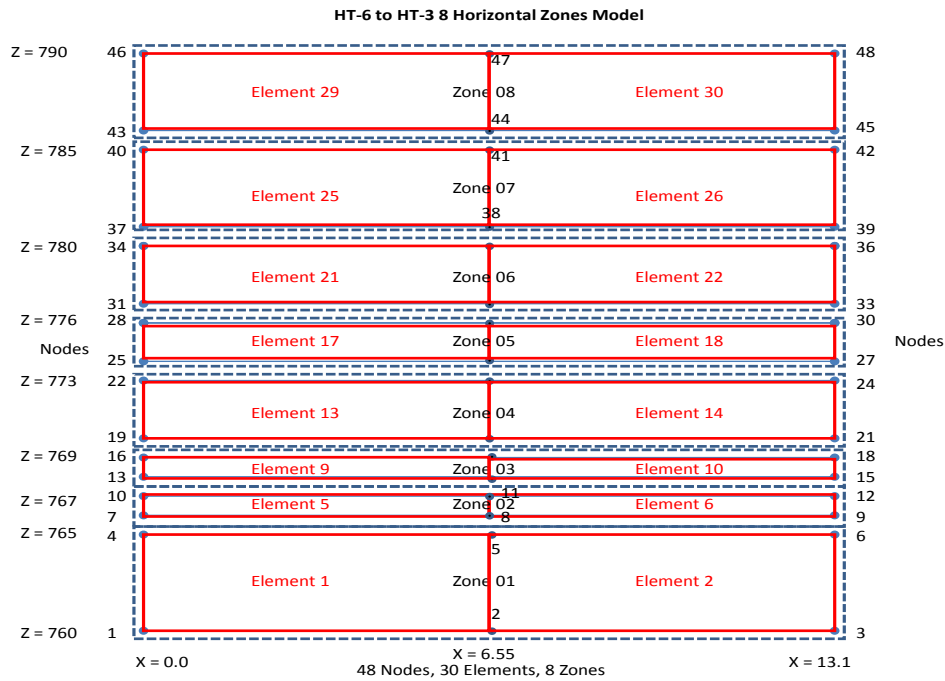 HT-6 to HT-3 8 Horizontal Zones Model
Z = 790 46 48
47
Element 29 Zone 08 Element 30
44
43 45
Z = 785 40 42
41
Element 25 Zone 07 Element 26
38
37 39
Z = 780 34 36
Element 21 Zone 06 Element 22
31 33
Z = 776 28 30
Nodes Element 17 Zone 05 Element 18 Nodes
25 27
Z = 773 22 24
Element 13 Zone 04 Element 14
19 21
Z = 769 16 18
Element 9 Zone 03 Element 10
13 15
11
Z = 767 10 12
Element 5 Zone 02 Element 6
7 8 9
Z = 765 4 6
5
Element 1 Zone 01 Element 2
2
Z = 760 1 3
X = 0.0 X = 6.55 X = 13.1
48 Nodes, 30 Elements, 8 Zones